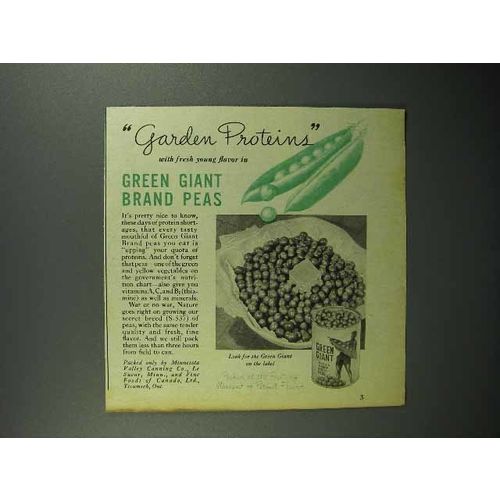 "Garden Proteins"
with fresh young flavor in
GREEN GIANT
BRAND PEAS
It's pretty nice to know,
these days of protein short-
ages, that every tasty
mouthful of Green Giant
Brand peas you eat is
"upping" your quota of
proteins. And don't forget
that peas—one of the green
and yellow vegetables on
the government's nutri-
tion chart—also give you
vitamins A, C, and B₁ (thia-
mine) as well as minerals.
War or no war, Nature
goes right on growing our
secret breed (S-537) of
peas, with the same tender
quality and fresh, fine
flavor. And we still pack
them less than three hours
from field to can.
Packed only by Minnesota
Valley Canning Co., Le
Sueur, Minn., and Fine
Foods of Canada, Ltd.,
Tecumseh, Ont.
GREEN
GIANT
Look for the Green Giant
on the label
Packed at the
of
3